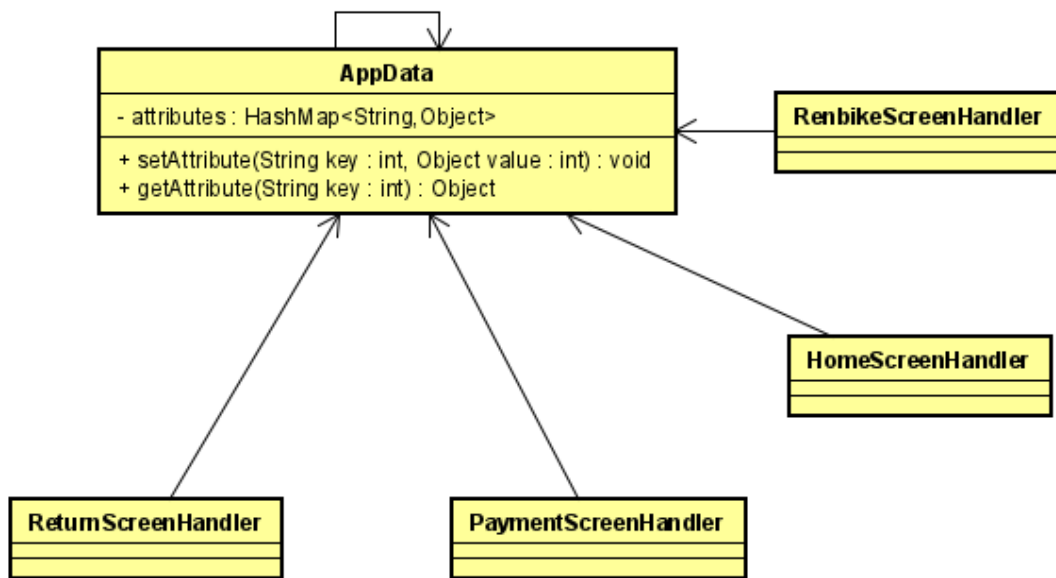 AppData
- attributes : HashMap<String,Object>
+ setAttribute(String key : int, Object value : int) : void
+ getAttribute(String key : int) : Object
RenbikeScreenHandler
HomeScreenHandler
ReturnScreenHandler
PaymentScreenHandler